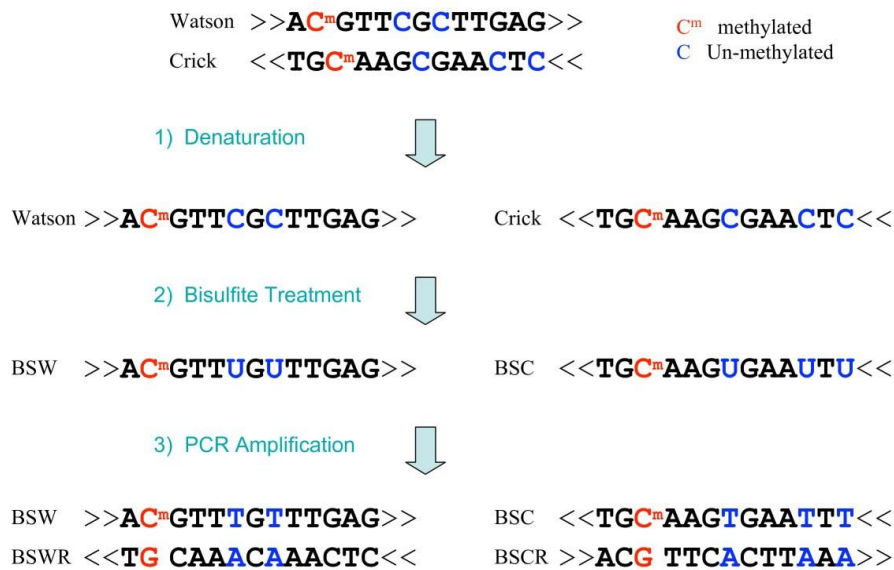 Watson >>ACᵐGTTCGCTTGAG>>
Crick <<TGCᵐAAGCGAACTC<<
Cᵐ methylated
C Un-methylated
1) Denaturation
Watson >>ACᵐGTTCGCTTGAG>>
Crick <<TGCᵐAAGCGAACTC<<
2) Bisulfite Treatment
BSW >>ACᵐGTTUGUTTGAG>>
BSC <<TGCᵐAAGUGAAUTU<<
3) PCR Amplification
BSW >>ACᵐGTTTGTTTGAG>>
BSC <<TGCᵐAAGTGAATTT<<
BSWR <<TG CAAACAAACTC<<
BSCR >>ACG TTCACTTAAA>>